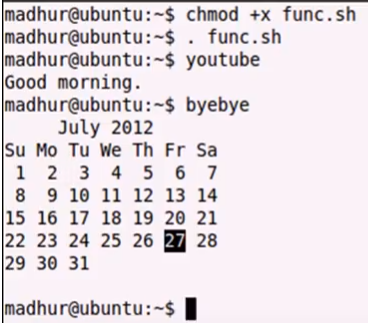 madhur@ubuntu:~$ chmod +x func.sh
madhur@ubuntu:~$ . func.sh
madhur@ubuntu:~$ youtube
Good morning.
madhur@ubuntu:~$ byebye
     July 2012
Su Mo Tu We Th Fr Sa
 1  2  3  4  5  6  7
 8  9 10 11 12 13 14
15 16 17 18 19 20 21
22 23 24 25 26 27 28
29 30 31
madhur@ubuntu:~$